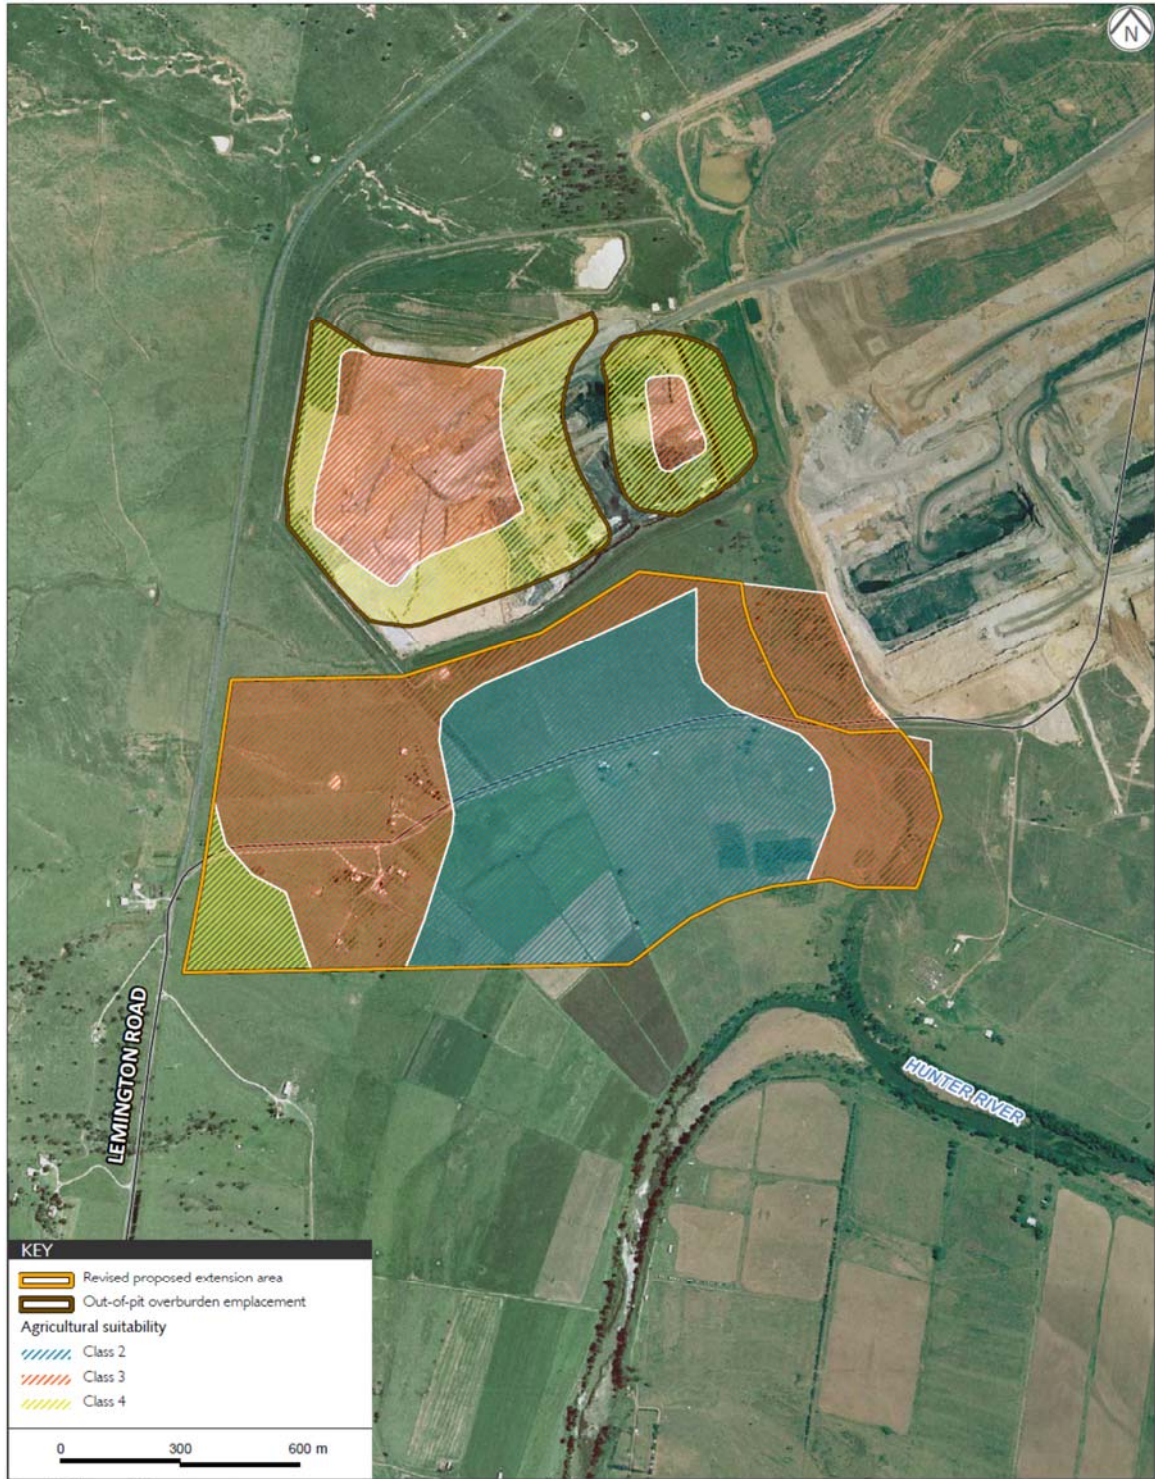 N
LEMINGTON ROAD
HUNTER RIVER
KEY
Revised proposed extension area
Out-of-pit overburden emplacement
Agricultural suitability
Class 2
Class 3
Class 4
0 300 600 m